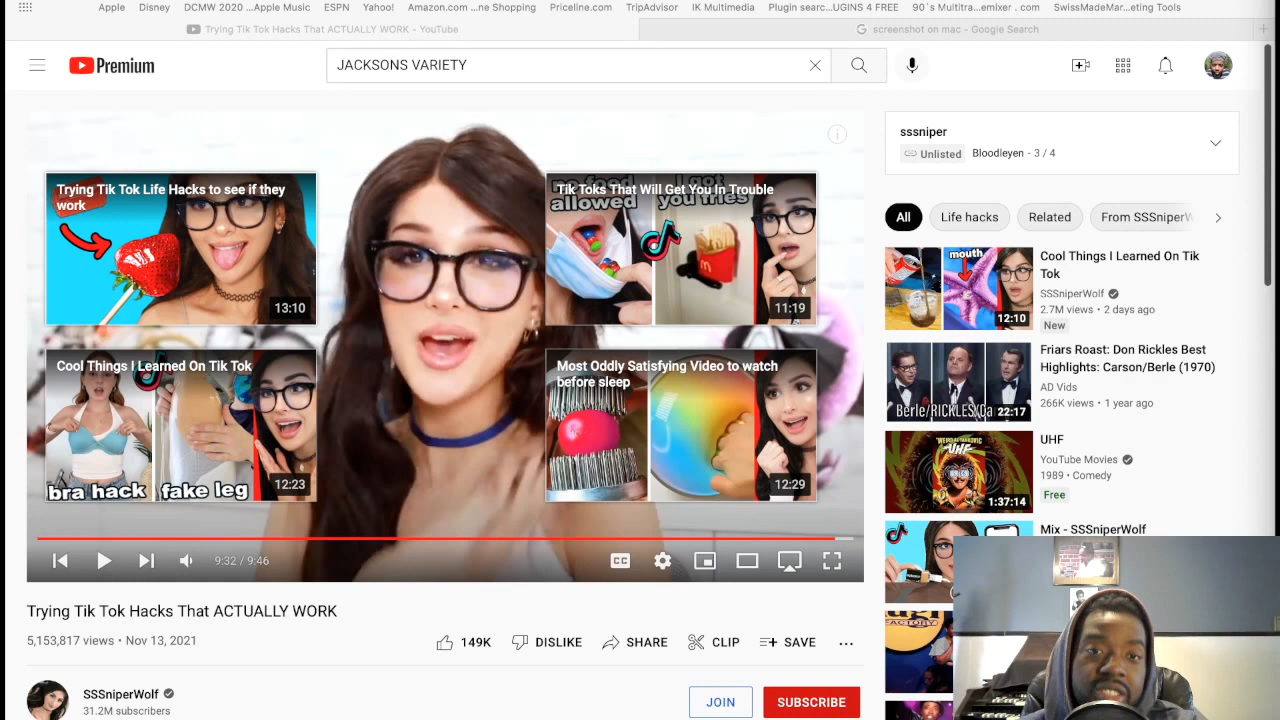 Apple Disney DCMW 2020 ...Apple Music ESPN Yahoo! Amazon.com ...ne Shopping Priceline.com TripAdvisor IK Multimedia Plugin searc...UGINS 4 FREE 90`s Multitra...emixer . com SwissMadeMar...eting Tools
Trying Tik Tok Hacks That ACTUALLY WORK - YouTube
screenshot on mac - Google Search
Premium
JACKSONS VARIETY
sssniper
Unlisted Bloodleyen - 3 / 4
All Life hacks Related From SSSniperW
Trying Tik Tok Life Hacks to see if they
work
13:10
Tik Toks That Will Get You In Trouble
allowed
you fries
11:19
Cool Things I Learned On Tik Tok
bra hack
fake leg
12:23
Most Oddly Satisfying Video to watch
before sleep
12:29
9:32 / 9:46
CC
mouth
12:10
Cool Things I Learned On Tik
Tok
SSSniperWolf
2.7M views • 2 days ago
New
Berle/RICKLES/Ca
22:17
Friars Roast: Don Rickles Best
Highlights: Carson/Berle (1970)
AD Vids
266K views • 1 year ago
UHF
1:37:14
UHF
YouTube Movies
1989 • Comedy
Free
Mix - SSSniperWolf
FACTORY
Trying Tik Tok Hacks That ACTUALLY WORK
5,153,817 views • Nov 13, 2021
149K DISLIKE SHARE CLIP SAVE
SSSniperWolf
31.2M subscribers
JOIN
SUBSCRIBE